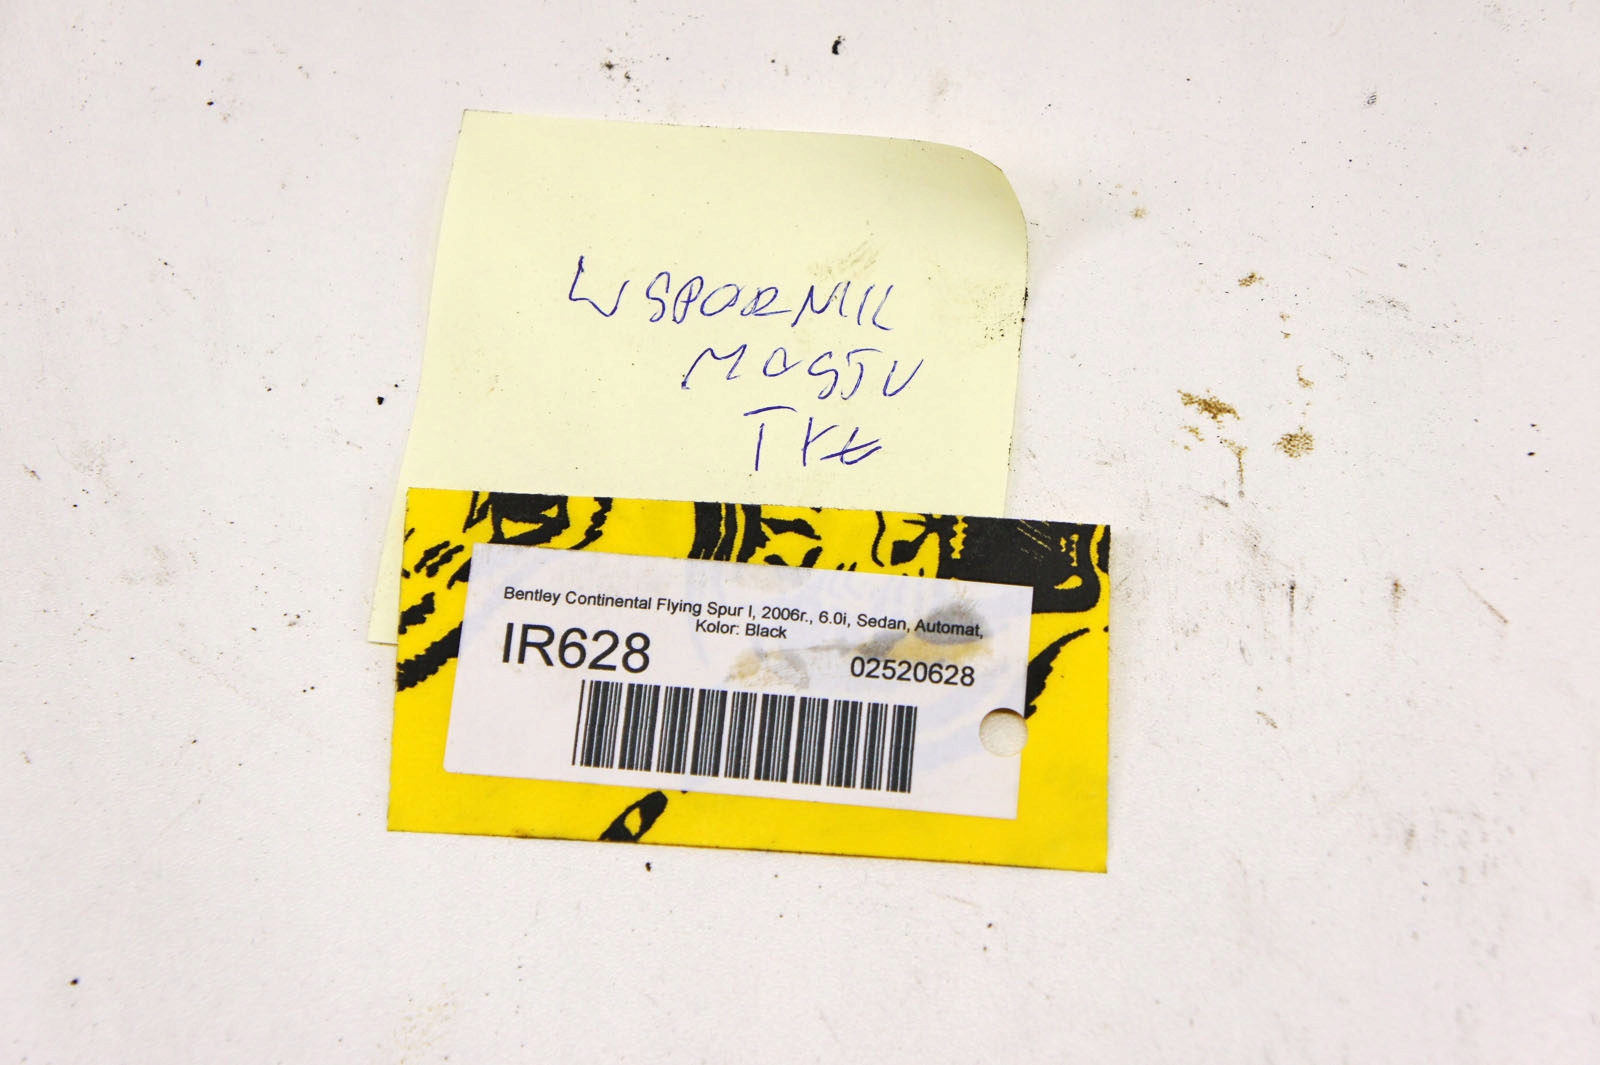 WSPORNIK
MOSTU
TYŁ
Bentley Continental Flying Spur I, 2006r., 6.0i, Sedan, Automat,
Kolor: Black
IR628
02520628